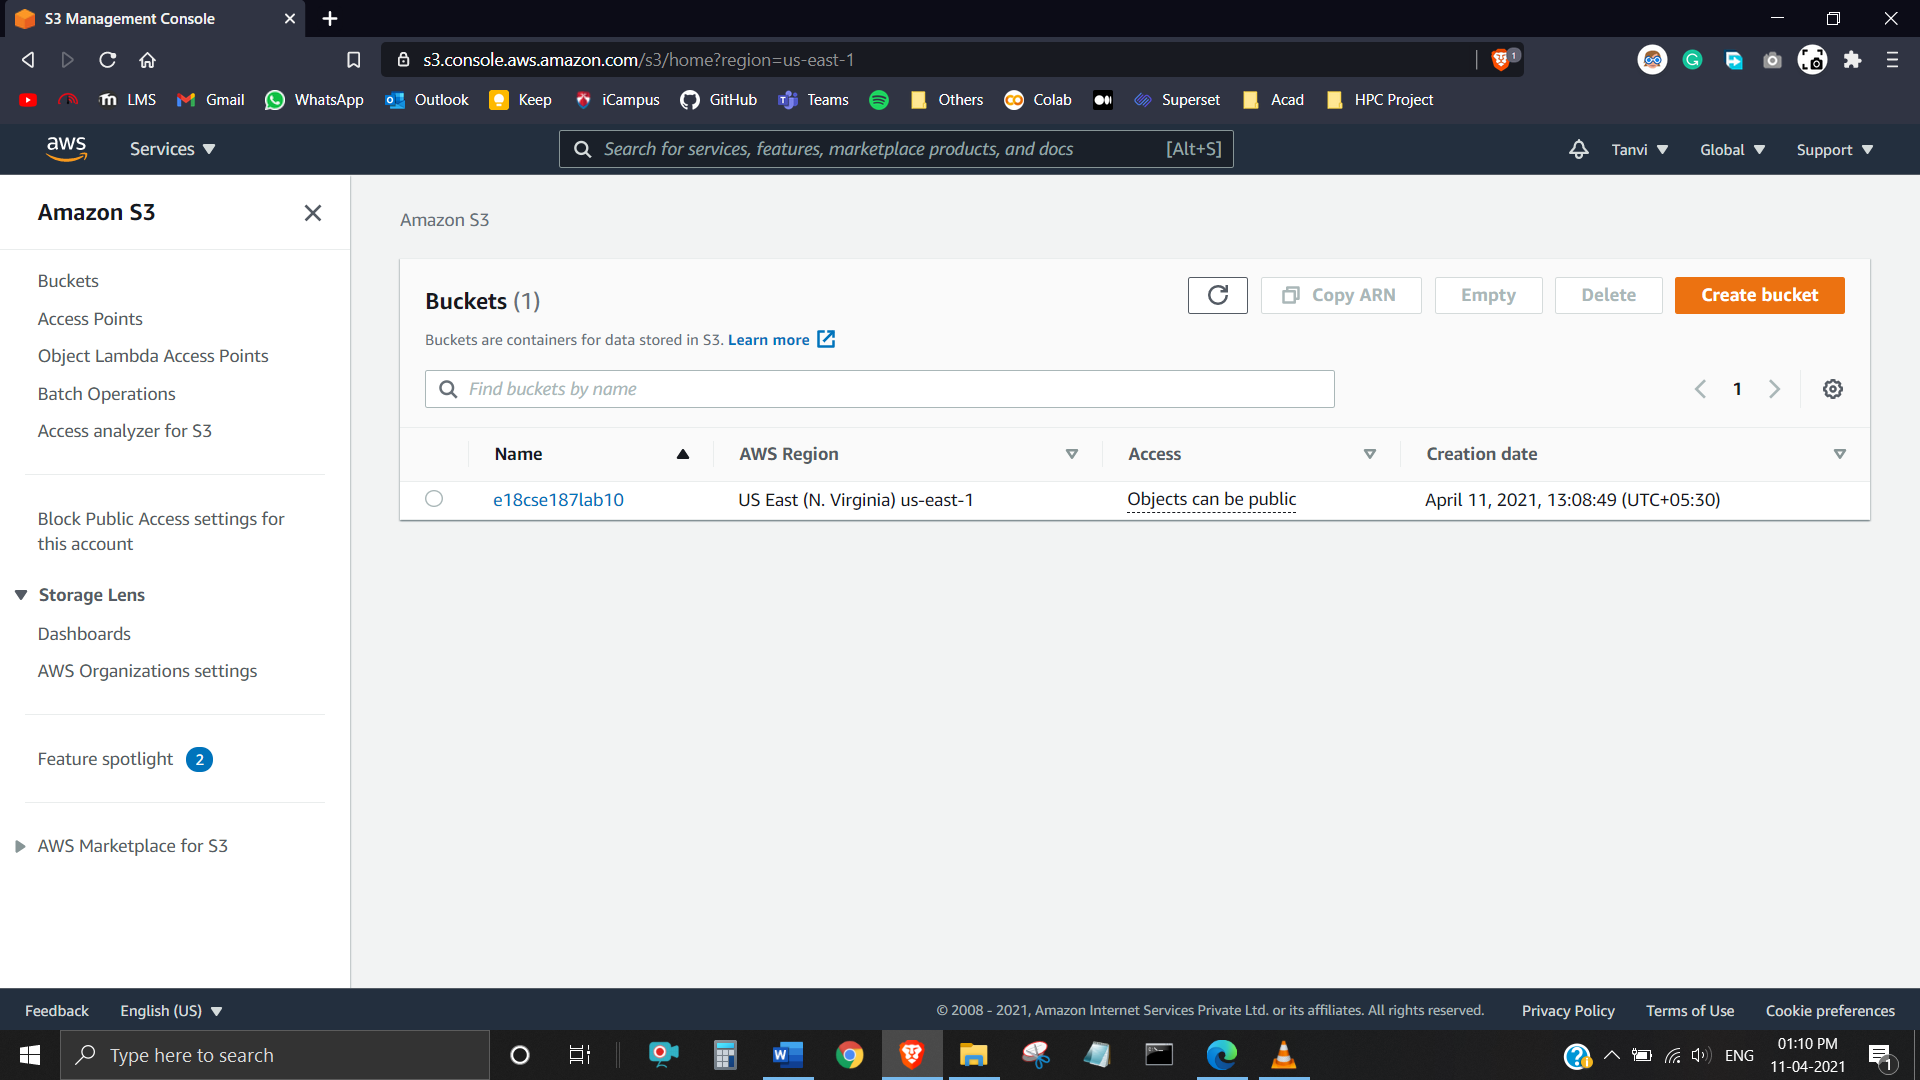 S3 Management Console
s3.console.aws.amazon.com/s3/home?region=us-east-1
1
LMS Gmail WhatsApp Outlook Keep iCampus GitHub Teams Others Colab Superset Acad HPC Project
aws Services Search for services, features, marketplace products, and docs [Alt+S] Tanvi Global Support
Amazon S3
Buckets
Access Points
Object Lambda Access Points
Batch Operations
Access analyzer for S3
Block Public Access settings for
this account
Storage Lens
Dashboards
AWS Organizations settings
Feature spotlight 2
AWS Marketplace for S3
Amazon S3
Buckets (1)
Copy ARN Empty Delete Create bucket
Buckets are containers for data stored in S3. Learn more
Find buckets by name
1
Name AWS Region Access Creation date
e18cse187lab10 US East (N. Virginia) us-east-1 Objects can be public April 11, 2021, 13:08:49 (UTC+05:30)
Feedback English (US) © 2008 - 2021, Amazon Internet Services Private Ltd. or its affiliates. All rights reserved. Privacy Policy Terms of Use Cookie preferences
Type here to search
ENG
01:10 PM
11-04-2021
1